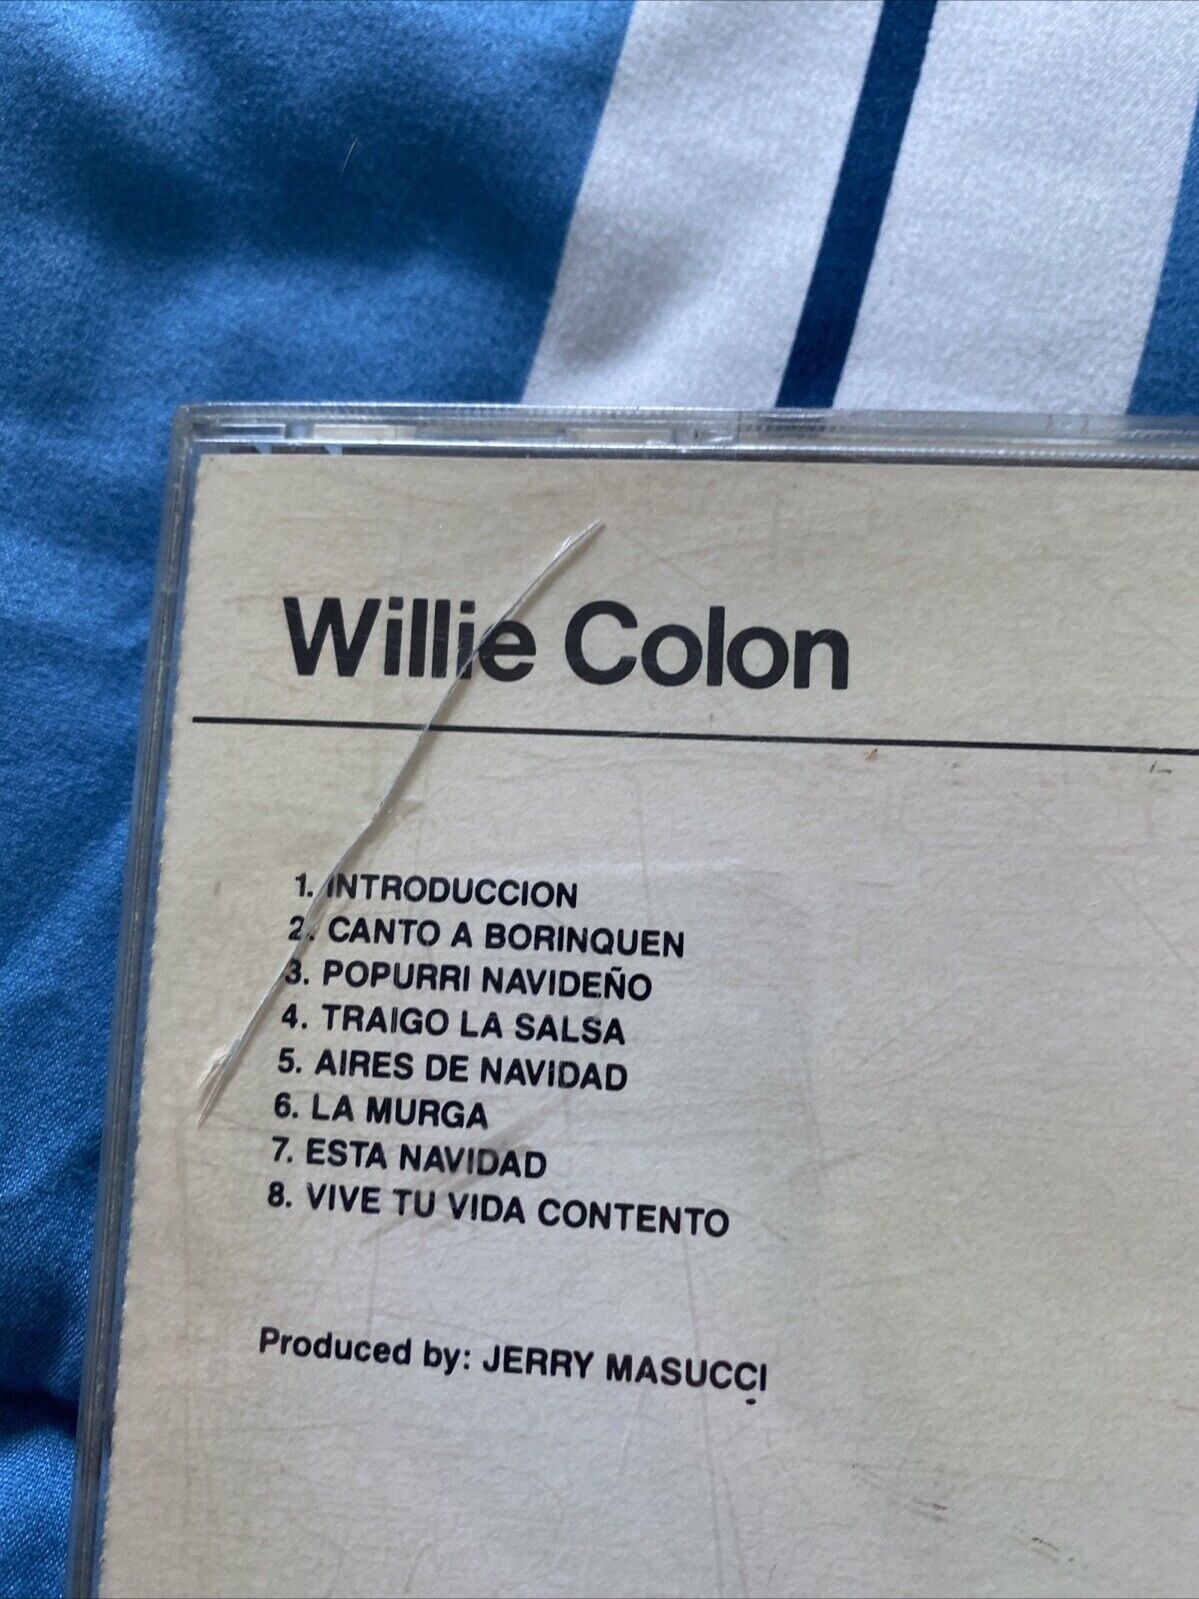 Willie Colon
1. INTRODUCCION
2. CANTO A BORINQUEN
3. POPURRI NAVIDEÑO
4. TRAIGO LA SALSA
5. AIRES DE NAVIDAD
6. LA MURGA
7. ESTA NAVIDAD
8. VIVE TU VIDA CONTENTO
Produced by: JERRY MASUCCI